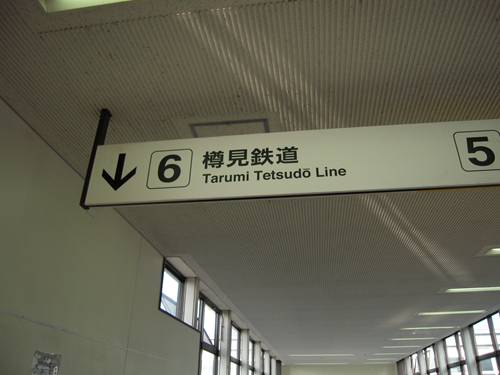 6
樽見鉄道
Tarumi Tetsudō Line
5